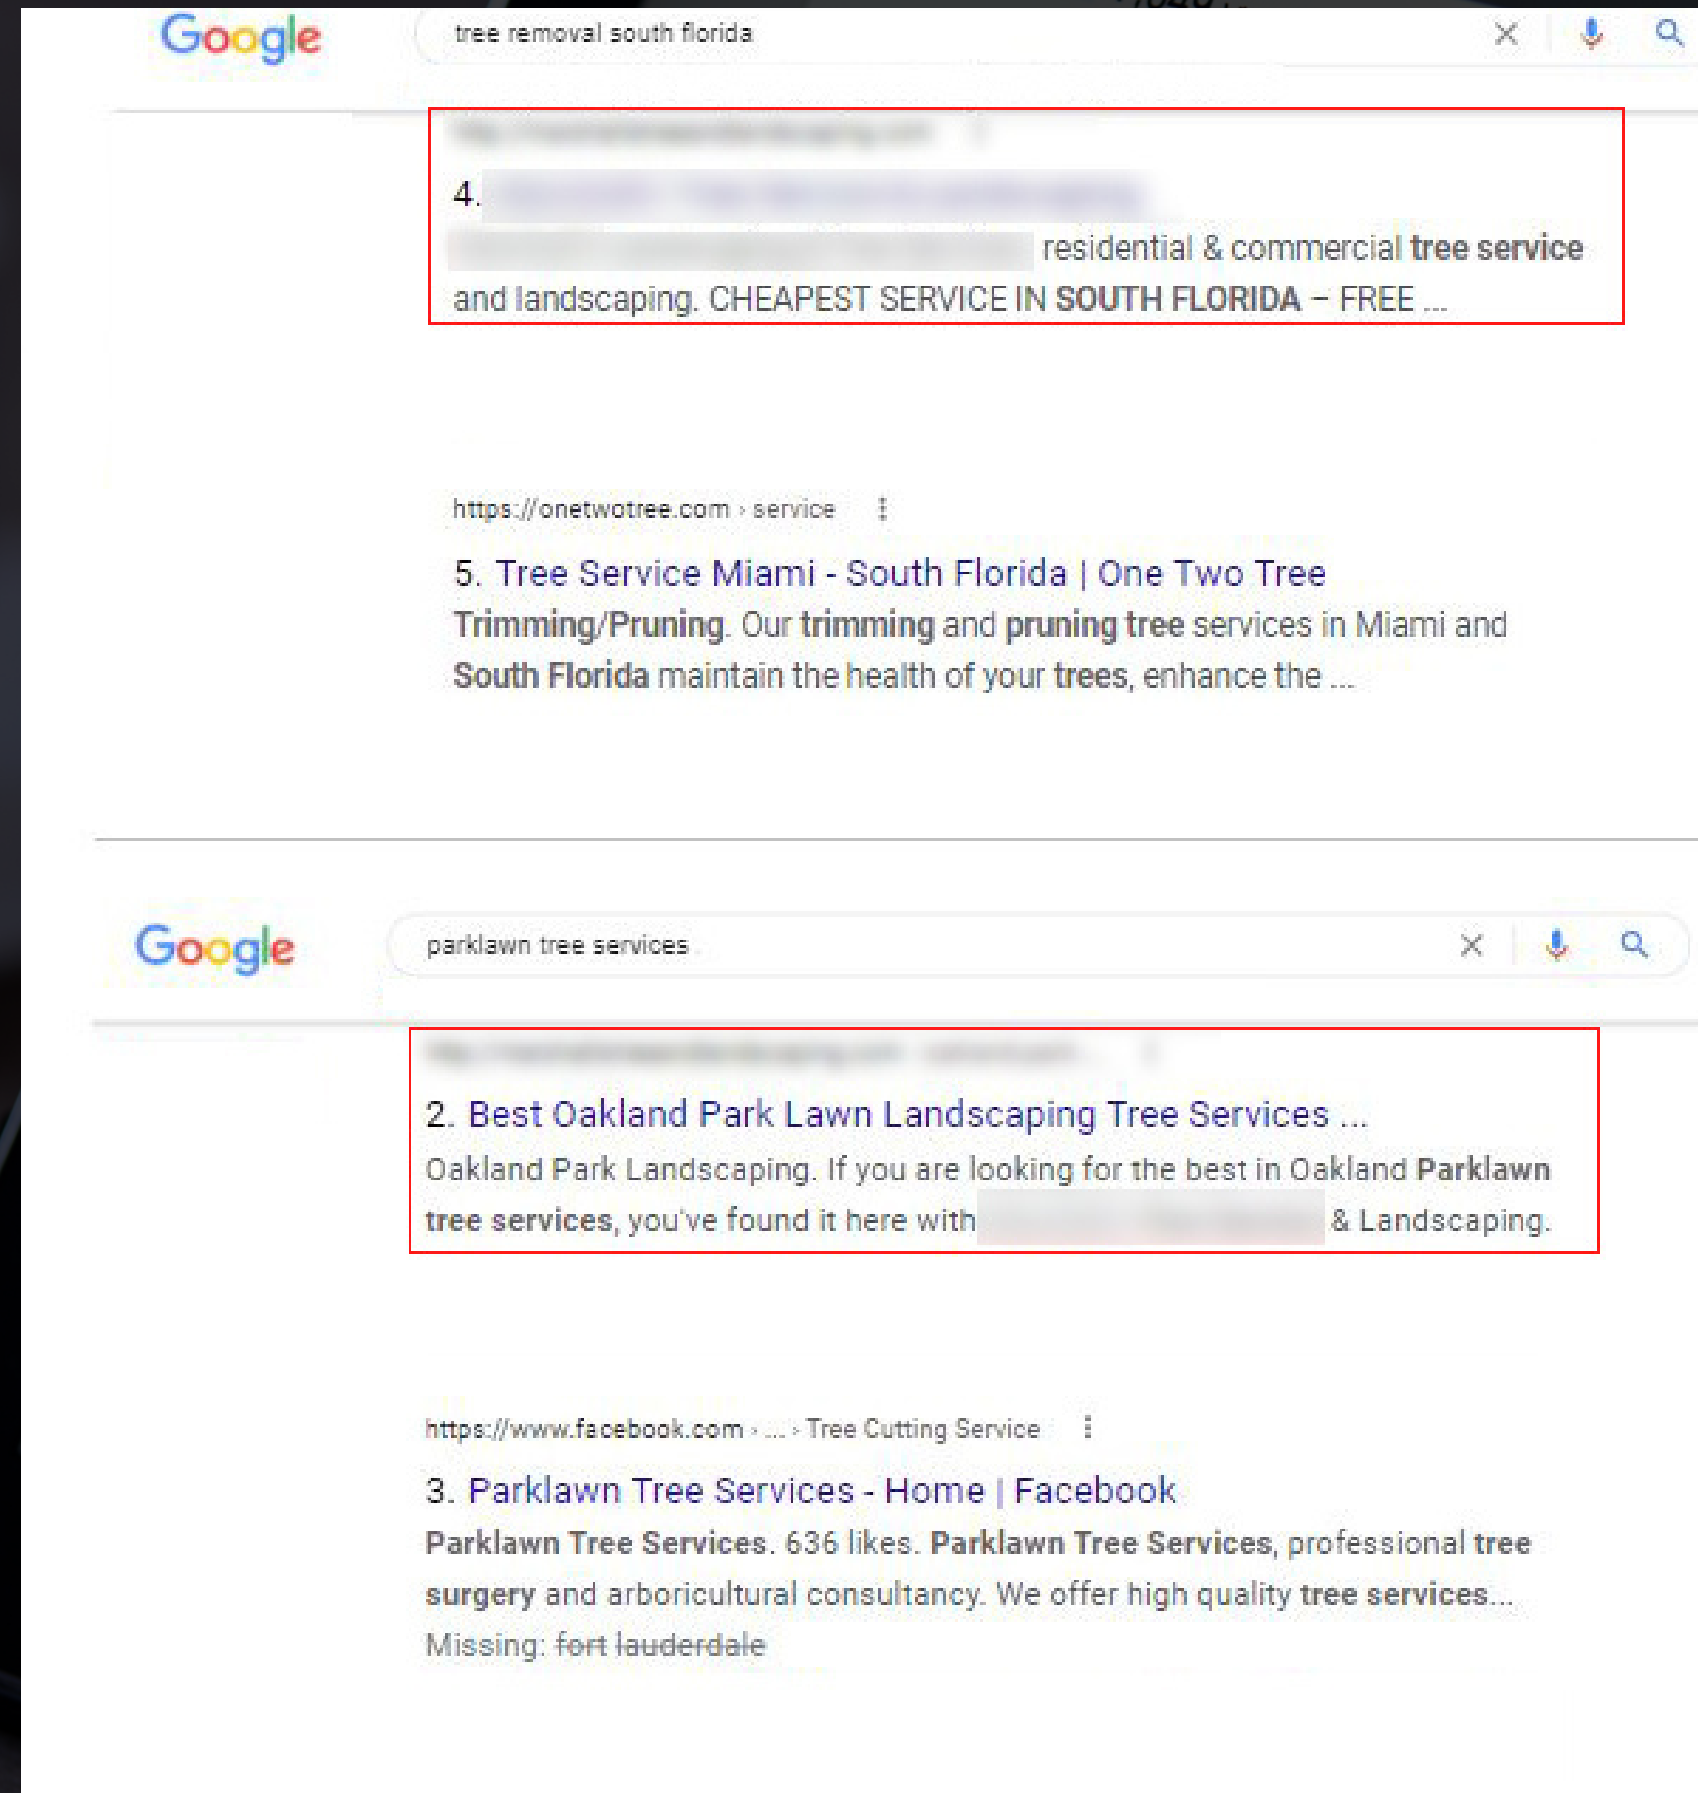 Google
tree removal south florida
4.
residential & commercial tree service
and landscaping. CHEAPEST SERVICE IN SOUTH FLORIDA – FREE ...
https://onetwotree.com › service
5. Tree Service Miami - South Florida | One Two Tree
Trimming/Pruning. Our trimming and pruning tree services in Miami and
South Florida maintain the health of your trees, enhance the ...
Google
parklawn tree services
2. Best Oakland Park Lawn Landscaping Tree Services ...
Oakland Park Landscaping. If you are looking for the best in Oakland Parklawn
tree services, you've found it here with & Landscaping.
https://www.facebook.com › ... › Tree Cutting Service
3. Parklawn Tree Services - Home | Facebook
Parklawn Tree Services. 636 likes. Parklawn Tree Services, professional tree
surgery and arboricultural consultancy. We offer high quality tree services...
Missing: fort lauderdale